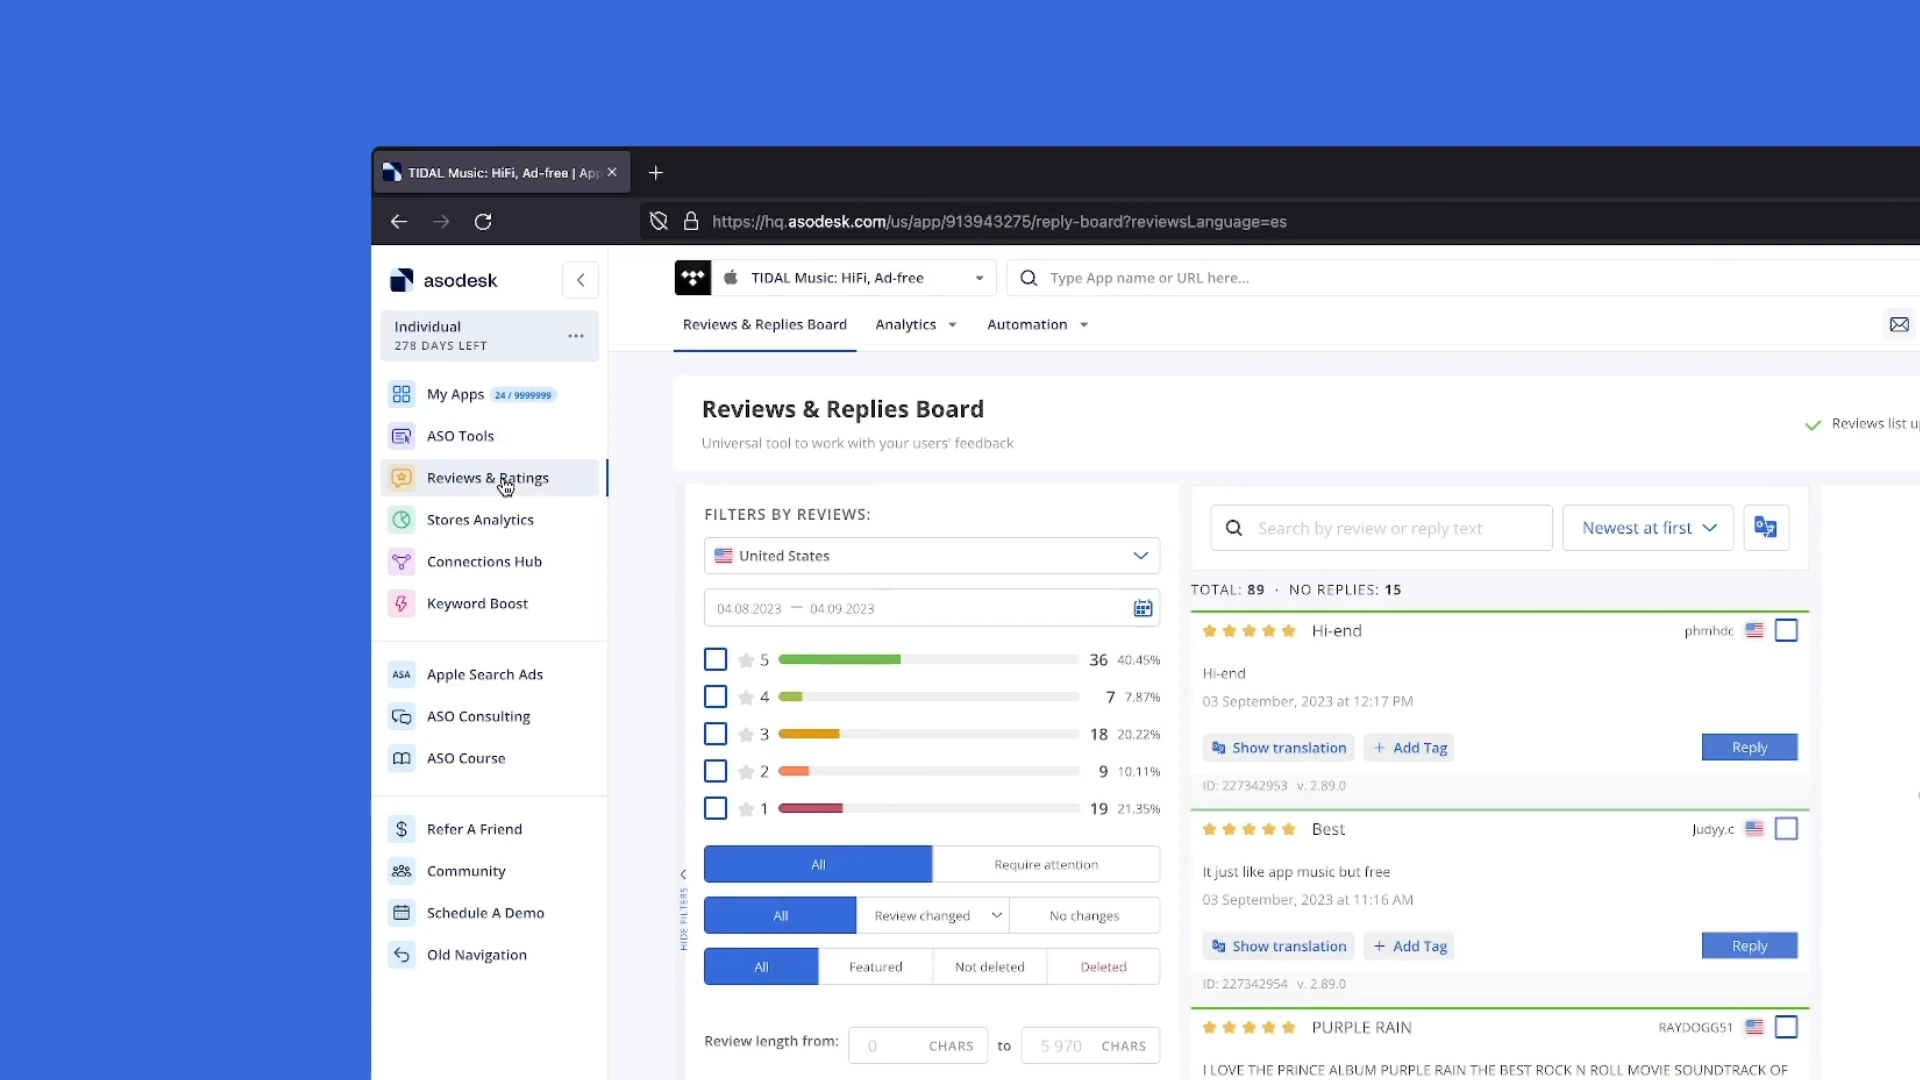 TIDAL Music: HiFi, Ad-free | App
https://hq.asodesk.com/us/app/913943275/reply-board?reviewsLanguage=es
asodesk
Individual
278 DAYS LEFT
My Apps 24 / 9999999
ASO Tools
Reviews & Ratings
Stores Analytics
Connections Hub
Keyword Boost
ASA Apple Search Ads
ASO Consulting
ASO Course
Refer A Friend
Community
Schedule A Demo
Old Navigation
TIDAL Music: HiFi, Ad-free
Type App name or URL here...
Reviews & Replies Board Analytics Automation
Reviews & Replies Board
Universal tool to work with your users' feedback
Reviews list
HIDE FILTERS
FILTERS BY REVIEWS:
United States
04.08.2023 — 04.09.2023
5 36 40.45%
4 7 7.87%
3 18 20.22%
2 9 10.11%
1 19 21.35%
All Require attention
All Review changed No changes
All Featured Not deleted Deleted
Review length from: 0 CHARS to 5 970 CHARS
Search by review or reply text
Newest at first
TOTAL: 89 · NO REPLIES: 15
Hi-end phmhdc
Hi-end
03 September, 2023 at 12:17 PM
Show translation + Add Tag Reply
ID: 227342953 v. 2.89.0
Best Judyy.c
It just like app music but free
03 September, 2023 at 11:16 AM
Show translation + Add Tag Reply
ID: 227342954 v. 2.89.0
PURPLE RAIN RAYDOGG51
I LOVE THE PRINCE ALBUM PURPLE RAIN THE BEST ROCK N ROLL MOVIE SOUNDTRACK OF